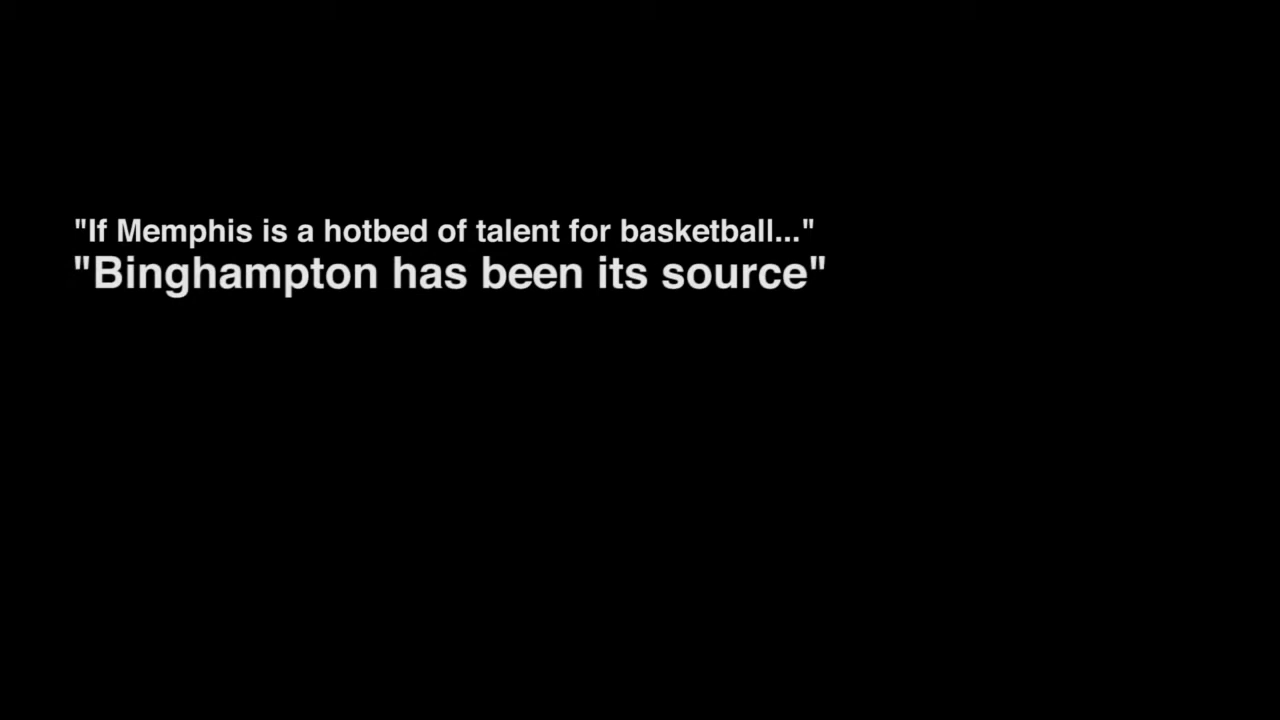 "If Memphis is a hotbed of talent for basketball..."
"Binghampton has been its source"